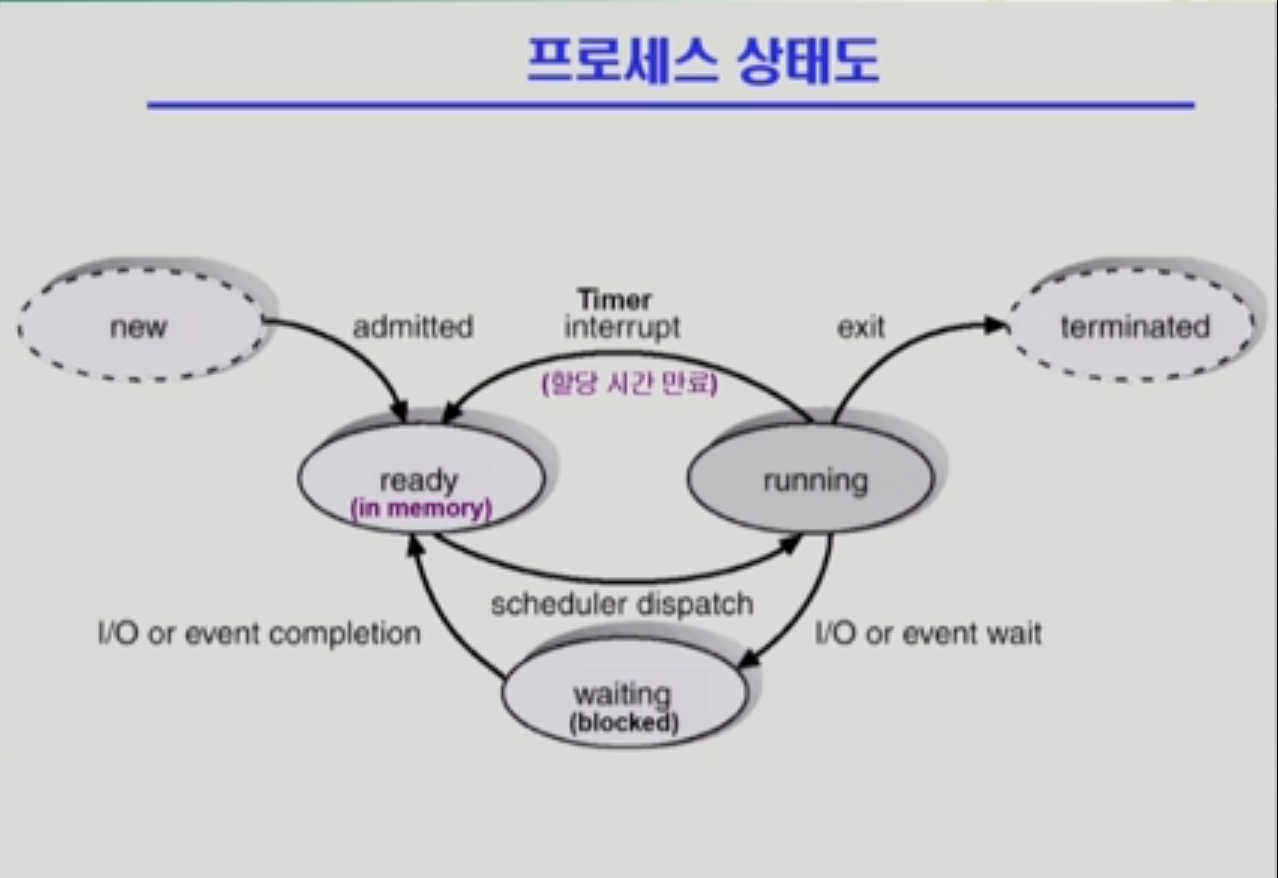 프로세스 상태도
new
admitted
Timer
interrupt
(할당 시간 만료)
exit
terminated
ready
(in memory)
running
scheduler dispatch
I/O or event completion
I/O or event wait
waiting
(blocked)